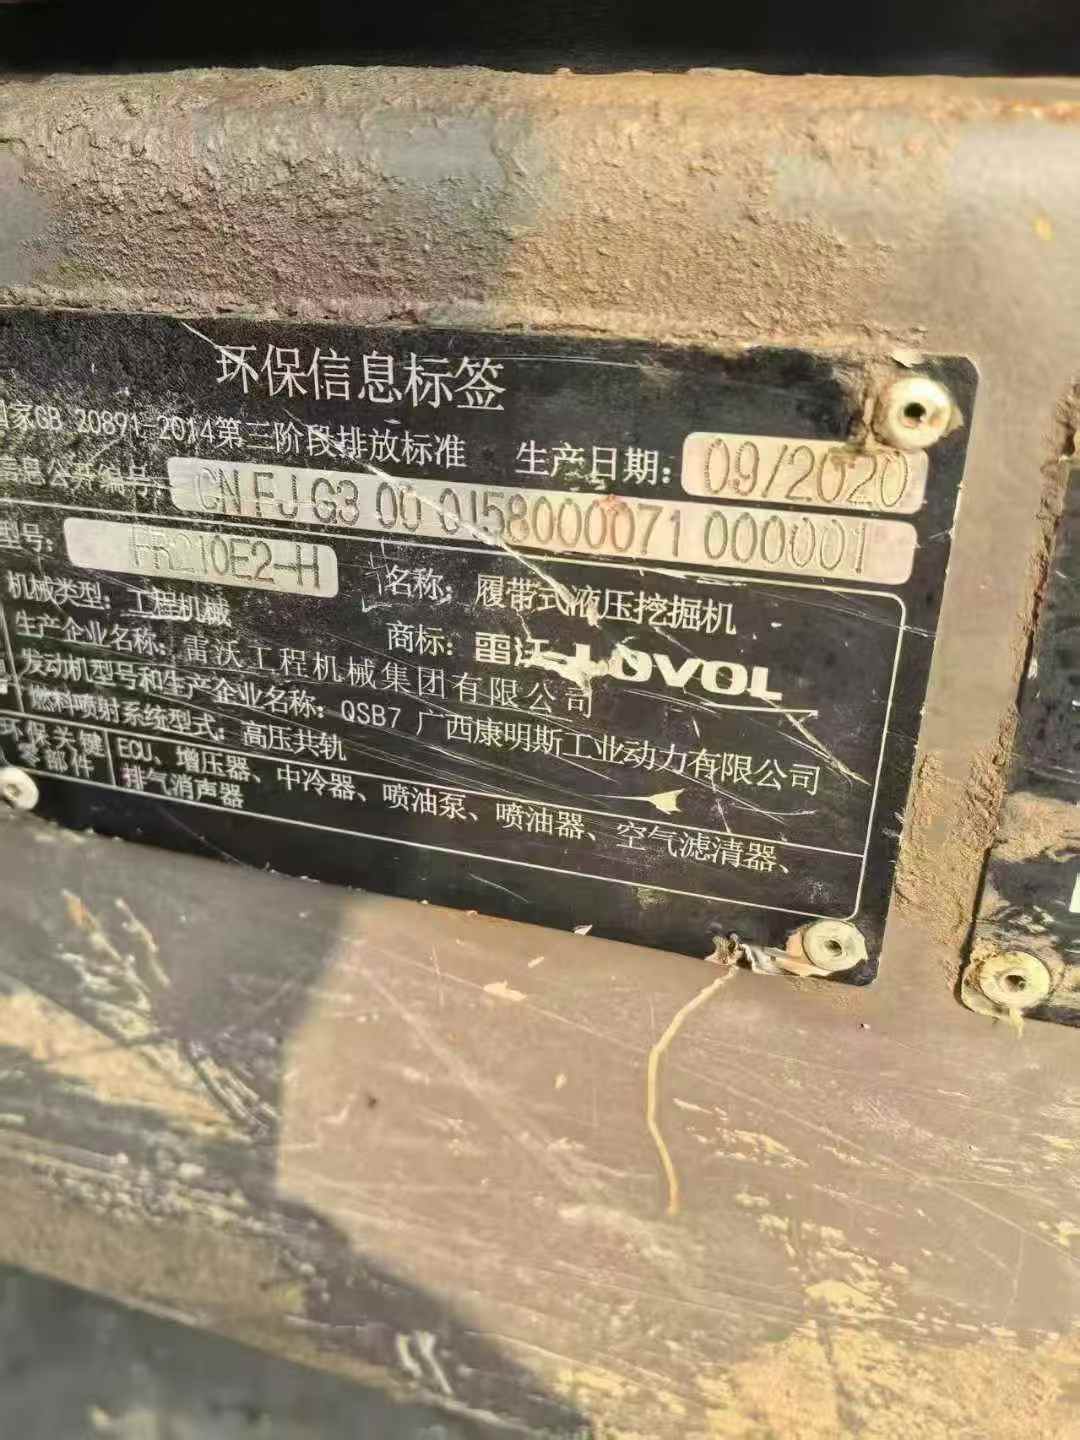 环保信息标签
国家GB 20891-2014第三阶段排放标准 生产日期: 09/2020
信息公开编号: CN FJ G3 00 0J58000071 000001
型号: FR210E2-H 名称: 履带式液压挖掘机
机械类型: 工程机械 商标: 雷沃 LOVOL
生产企业名称: 雷沃工程机械集团有限公司
发动机型号和生产企业名称: QSB7 广西康明斯工业动力有限公司
燃料喷射系统型式: 高压共轨
环保关键零部件 ECU、增压器、中冷器、喷油泵、喷油器、空气滤清器、
排气消声器